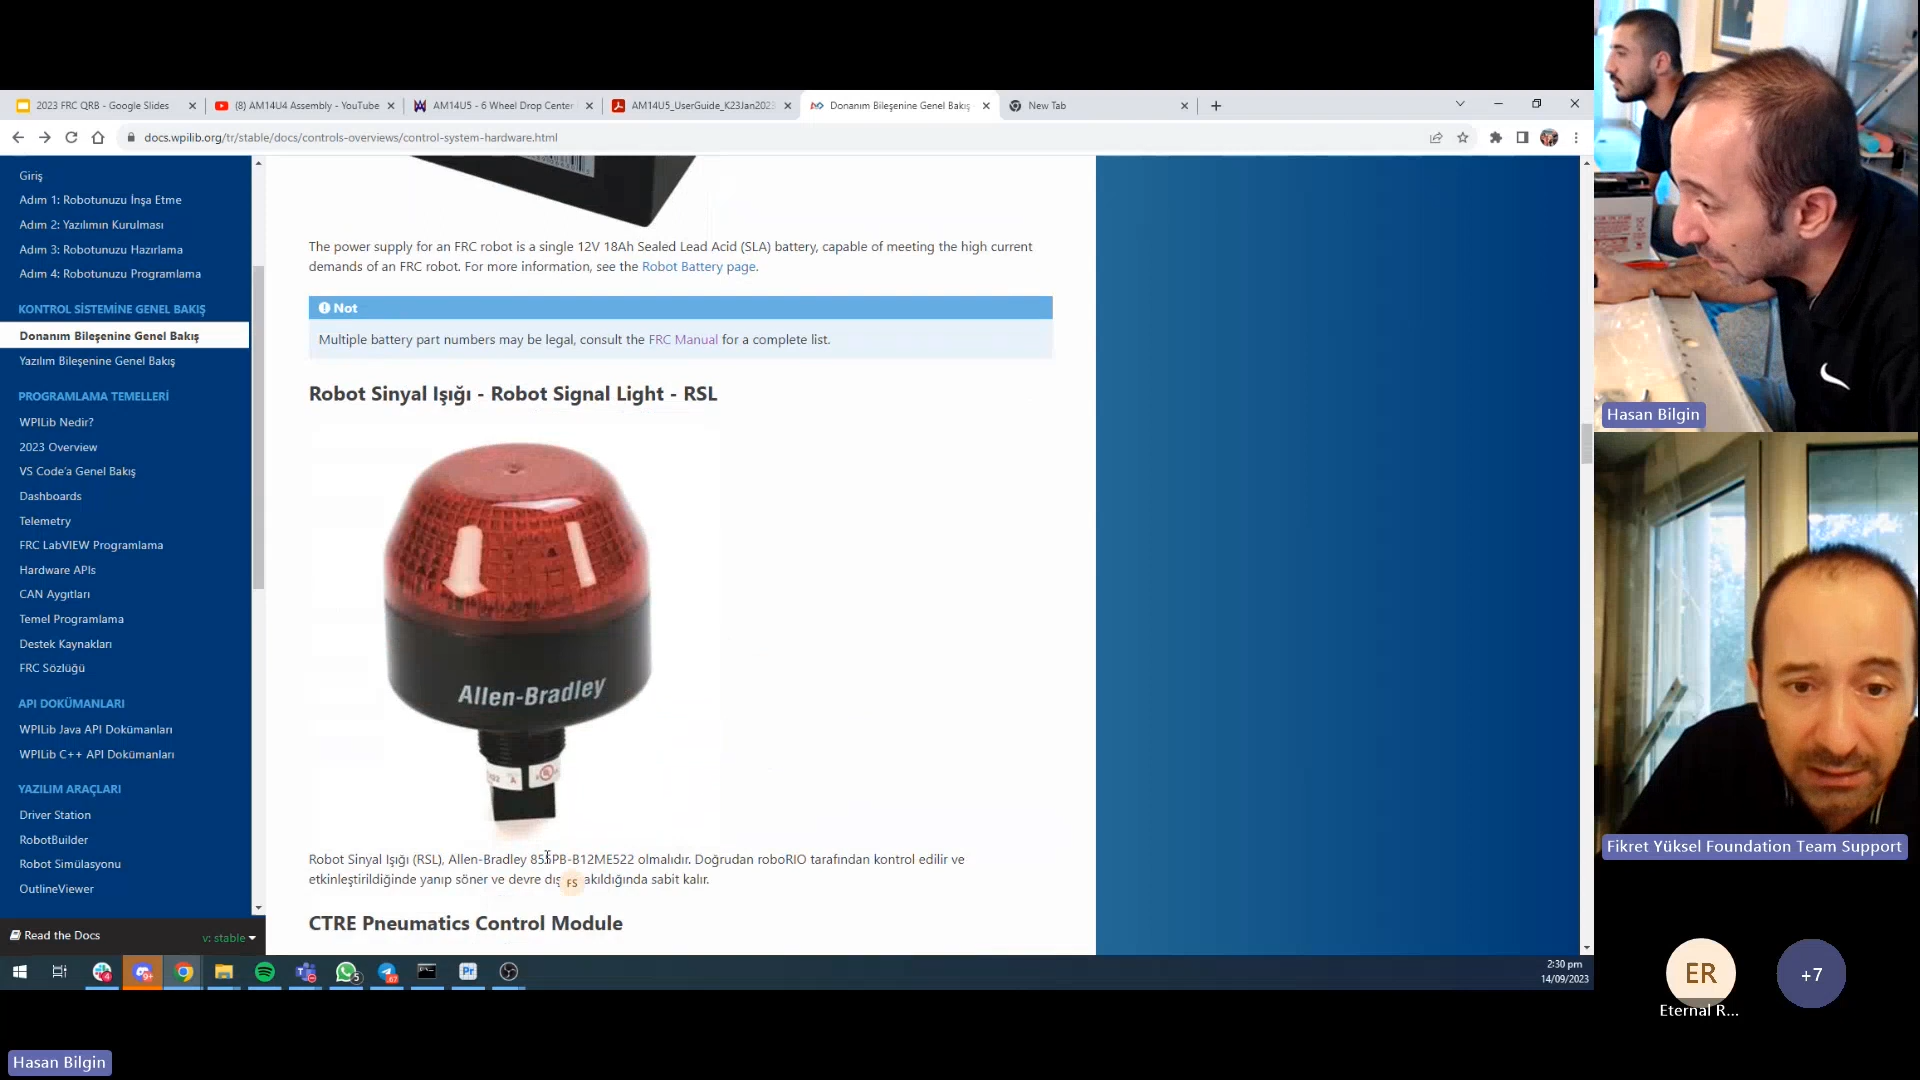 2023 FRC QRB - Google Slides
(8) AM14U4 Assembly - YouTube
AM14U5 - 6 Wheel Drop Center
AM14U5_UserGuide_K23Jan2023
Donanım Bileşenine Genel Bakış
New Tab
docs.wpilib.org/tr/stable/docs/controls-overviews/control-system-hardware.html
Giriş
Adım 1: Robotunuzu İnşa Etme
Adım 2: Yazılımın Kurulması
Adım 3: Robotunuzu Hazırlama
Adım 4: Robotunuzu Programlama
KONTROL SİSTEMİNE GENEL BAKIŞ
Donanım Bileşenine Genel Bakış
Yazılım Bileşenine Genel Bakış
PROGRAMLAMA TEMELLERİ
WPILib Nedir?
2023 Overview
VS Code'a Genel Bakış
Dashboards
Telemetry
FRC LabVIEW Programlama
Hardware APIs
CAN Aygıtları
Temel Programlama
Destek Kaynakları
FRC Sözlüğü
API DOKÜMANLARI
WPILib Java API Dokümanları
WPILib C++ API Dokümanları
YAZILIM ARAÇLARI
Driver Station
RobotBuilder
Robot Simülasyonu
OutlineViewer
Read the Docs
v: stable
The power supply for an FRC robot is a single 12V 18Ah Sealed Lead Acid (SLA) battery, capable of meeting the high current
demands of an FRC robot. For more information, see the Robot Battery page.
Not
Multiple battery part numbers may be legal, consult the FRC Manual for a complete list.
Robot Sinyal Işığı - Robot Signal Light - RSL
Allen-Bradley
Robot Sinyal Işığı (RSL), Allen-Bradley 855PB-B12ME522 olmalıdır. Doğrudan roboRIO tarafından kontrol edilir ve
etkinleştirildiğinde yanıp söner ve devre sabit kalır.
FS
CTRE Pneumatics Control Module
2:30 pm
14/09/2023
Hasan Bilgin
Fikret Yüksel Foundation Team Support
ER
+7
Eternal R...
Hasan Bilgin